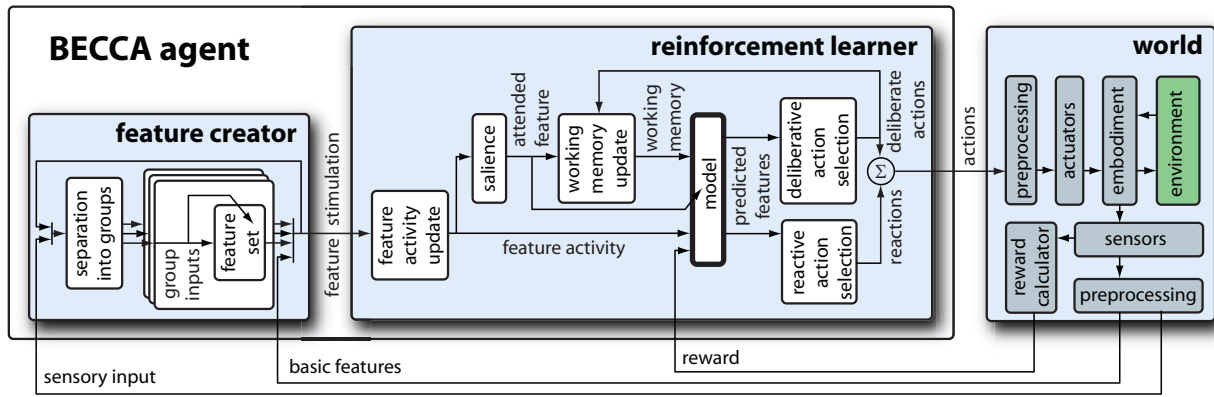 BECCA agent
feature creator
separation
into groups
group
inputs
feature
set
feature stimulation
reinforcement learner
feature
activity
update
salience
attended
feature
working
memory
update
working
memory
feature activity
model
predicted
features
deliberative
action
selection
reactive
action
selection
Σ
deliberate
actions
reactions
actions
world
preprocessing
actuators
embodiment
environment
reward
calculator
sensors
preprocessing
sensory input
basic features
reward